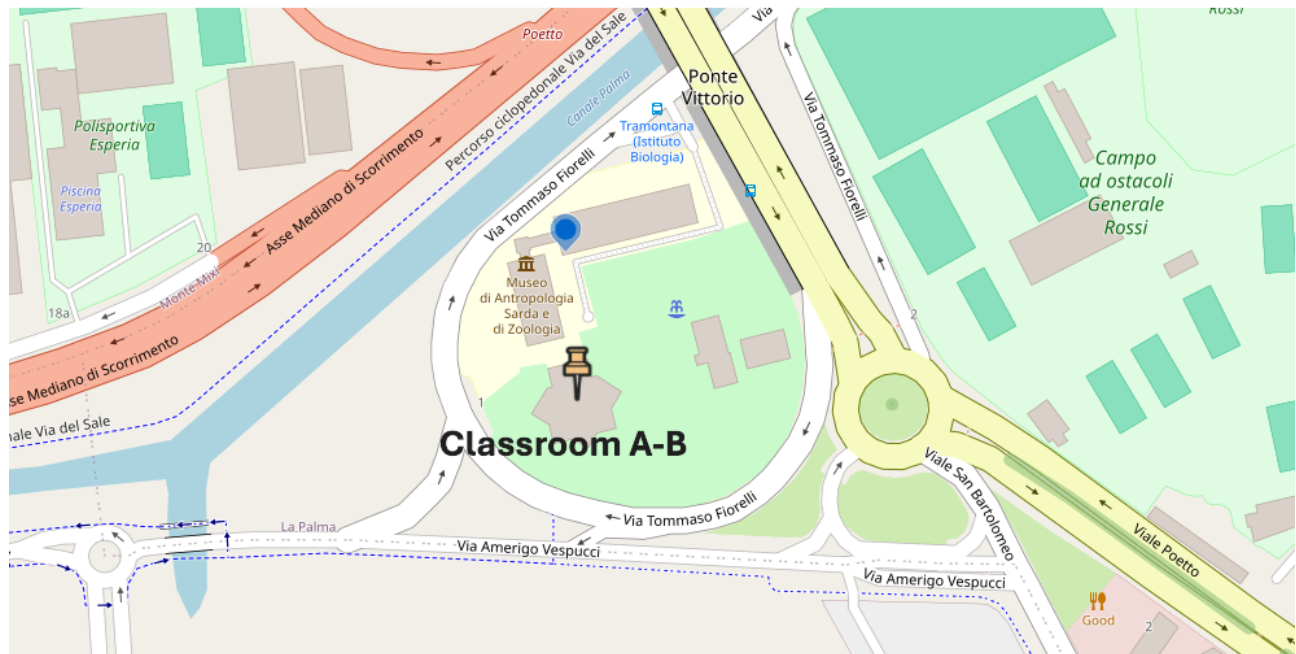 Poetto
Via
Rossi
Percorso ciclopedonale Via del Sale
Canale Palma
Ponte
Vittorio
Tramontana
(Istituto
Biologia)
Via Tommaso Fiorelli
Polisportiva
Esperia
Piscina
Esperia
Asse Mediano di Scorrimento
Via Tommaso Fiorelli
Campo
ad ostacoli
Generale
Rossi
20
Monte Mixi
18a
Museo
di Antropologia
Sarda e
di Zoologia
2
sse Mediano di Scorrimento
nale Via del Sale
1
Classroom A-B
Viale San Bartolomeo
Via Tommaso Fiorelli
Viale Poetto
La Palma
Via Amerigo Vespucci
Via Amerigo Vespucci
Good
2